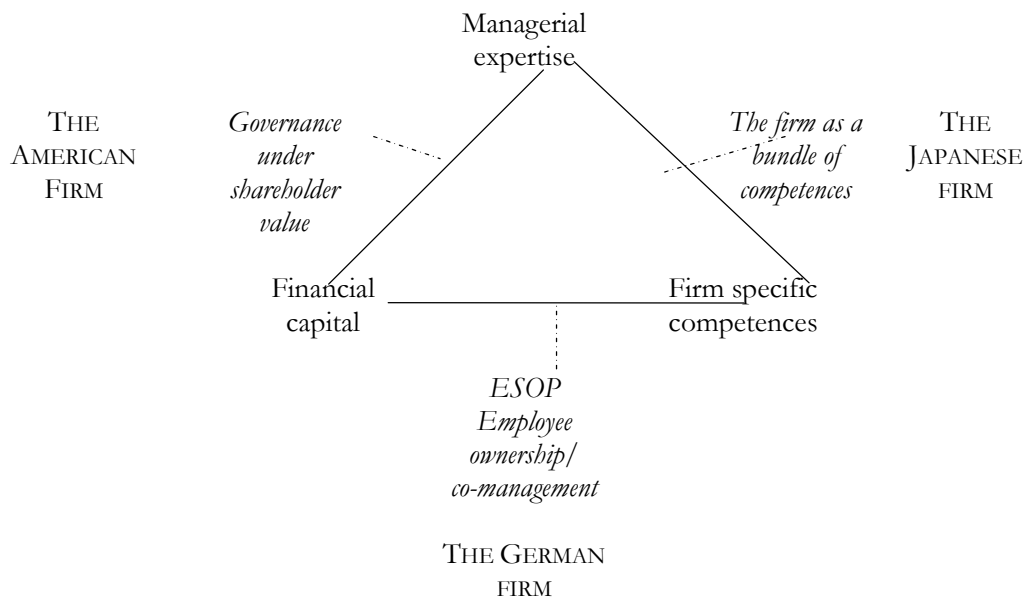 Managerial
expertise
THE
AMERICAN
FIRM
Governance
under
shareholder
value
The firm as a
bundle of
competences
THE
JAPANESE
FIRM
Financial
capital
Firm specific
competences
ESOP
Employee
ownership/
co-management
THE GERMAN
FIRM